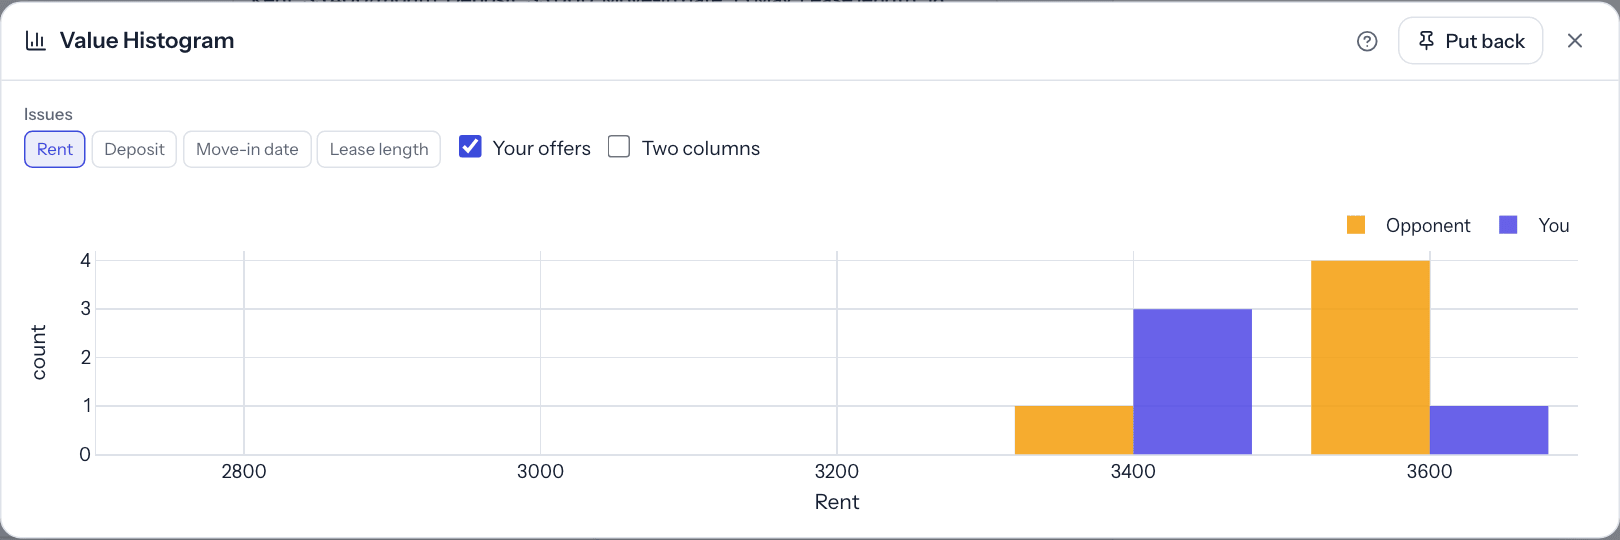 Value Histogram
Put back
Issues
Rent Deposit Move-in date Lease length Your offers Two columns
Opponent You
4
3
2
1
0
count
2800 3000 3200 3400 3600
Rent